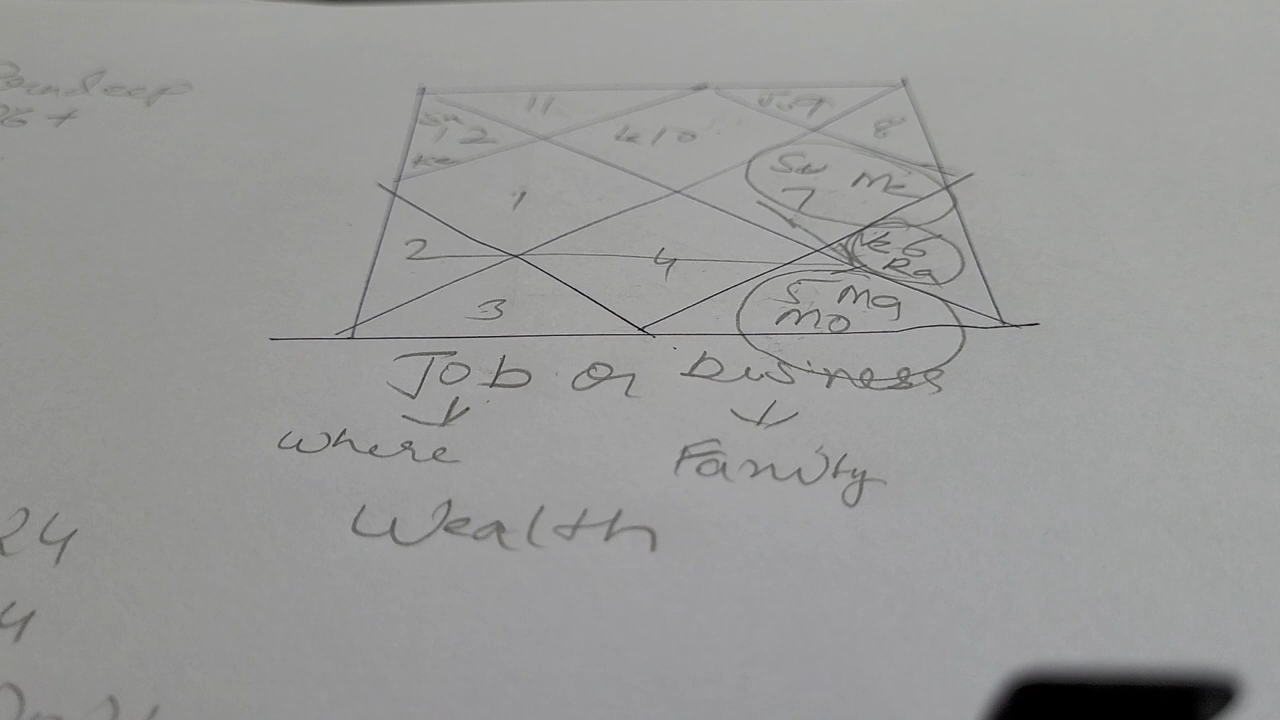 11 8
12 10
Su Me
1 7
2 4 6
Ra
3 5 Ma
Mo
Job or business
Where Family
Wealth
24
4